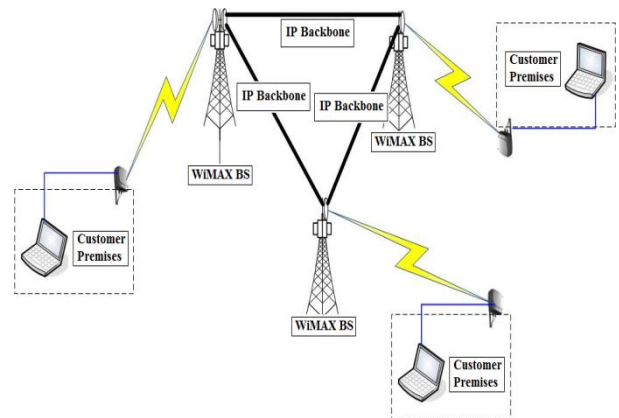 IP Backbone
Customer
Premises
IP Backbone
IP Backbone
WiMAX BS
WiMAX BS
Customer
Premises
WiMAX BS
Customer
Premises